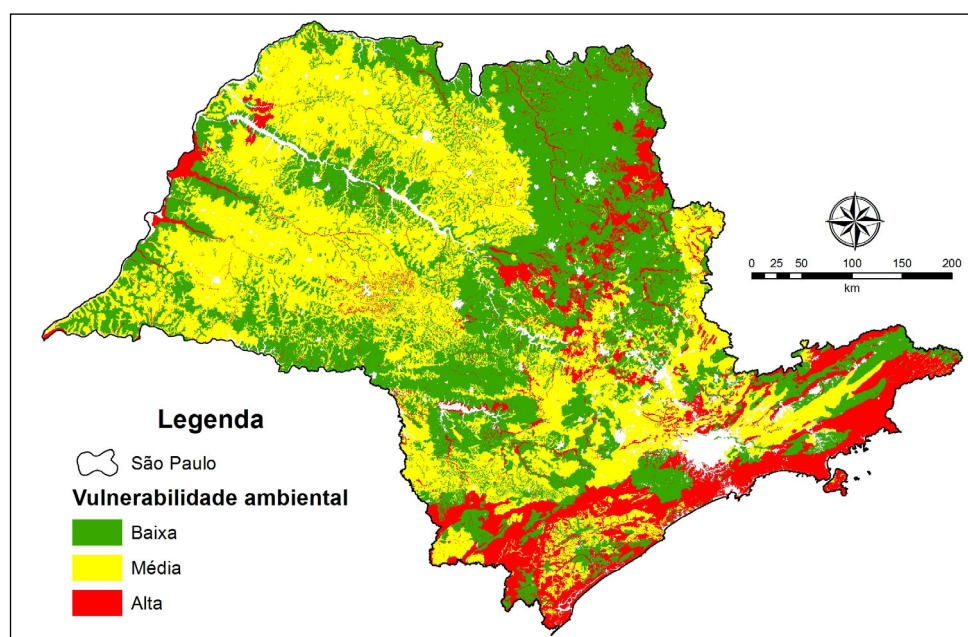 0 25 50 100 150 200
km
Legenda
São Paulo
Vulnerabilidade ambiental
Baixa
Média
Alta